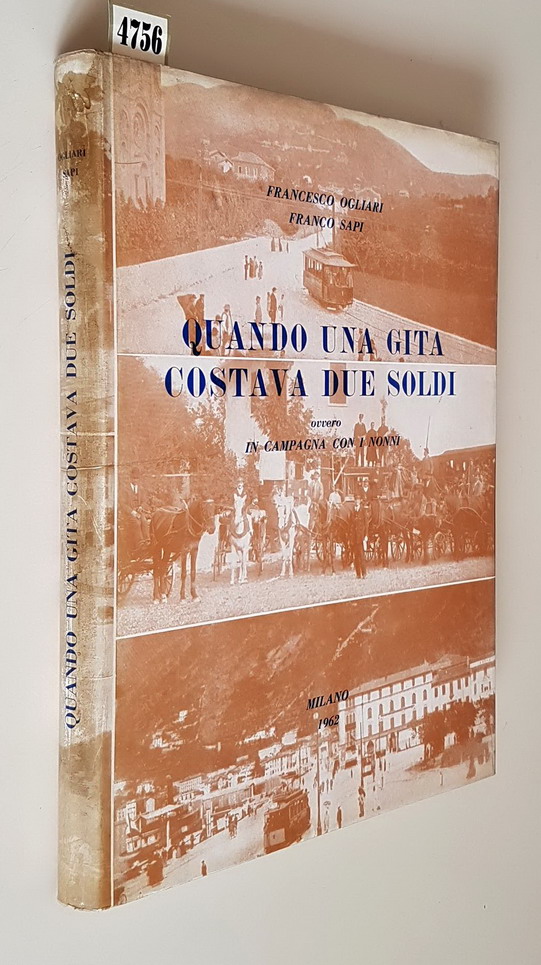 4756
OGLIARI
SAPI
QUANDO UNA GITA COSTAVA DUE SOLDI
FRANCESCO OGLIARI
FRANCO SAPI
QUANDO UNA GITA
COSTAVA DUE SOLDI
ovvero
IN CAMPAGNA CON I NONNI
MILANO
1962